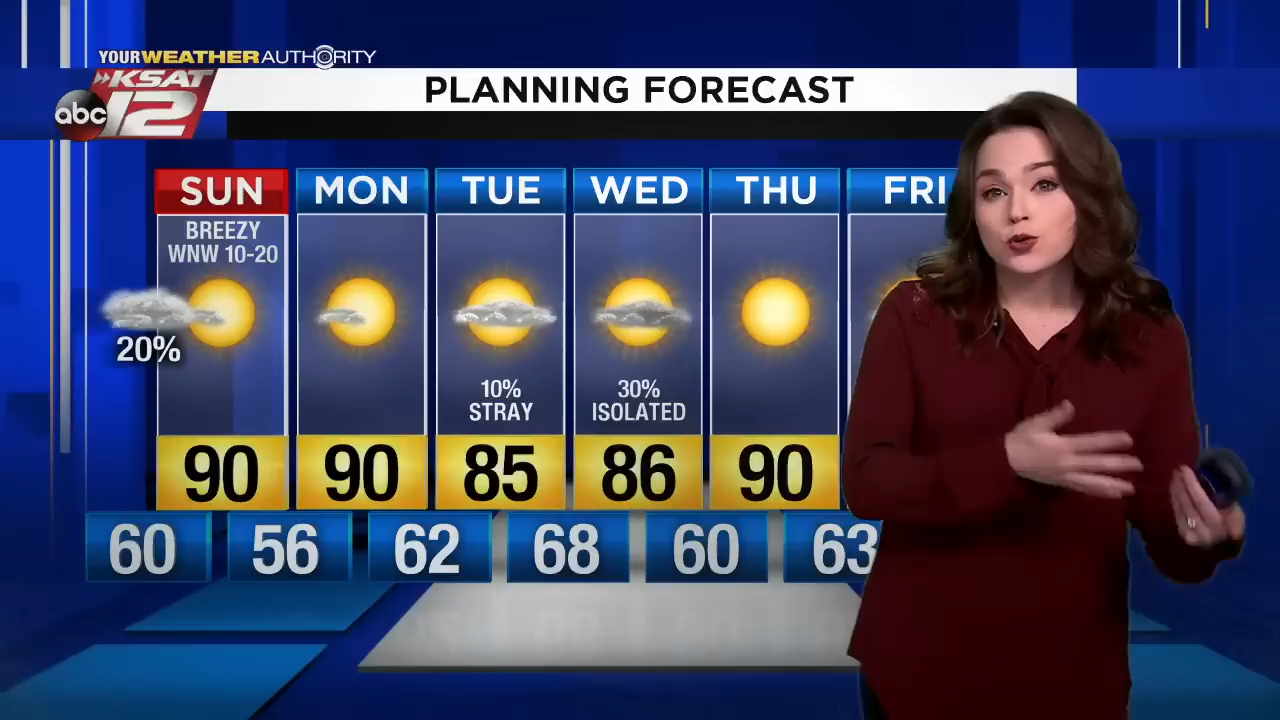 YOUR WEATHER AUTHORITY
KSAT
abc 12
PLANNING FORECAST
SUN MON TUE WED THU FRI
BREEZY
WNW 10-20
20%
10%
STRAY
30%
ISOLATED
90 90 85 86 90
60 56 62 68 60 63